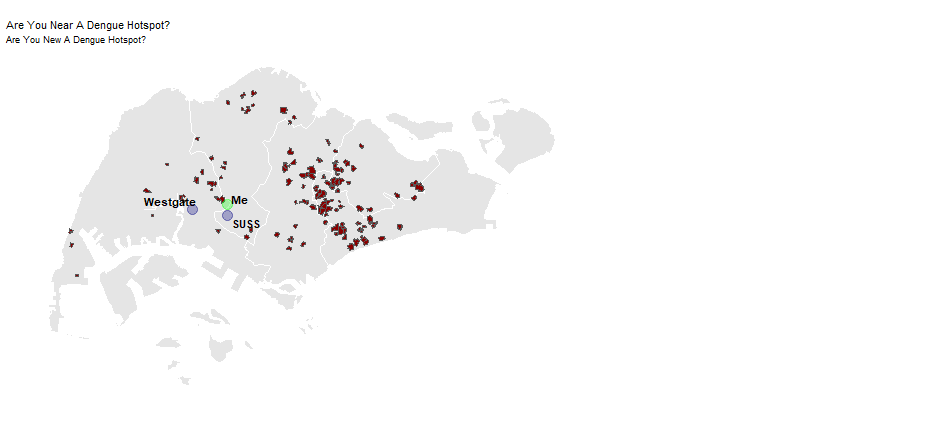 Are You Near A Dengue Hotspot?
Are You New A Dengue Hotspot?
Westgate
Me
SUSS